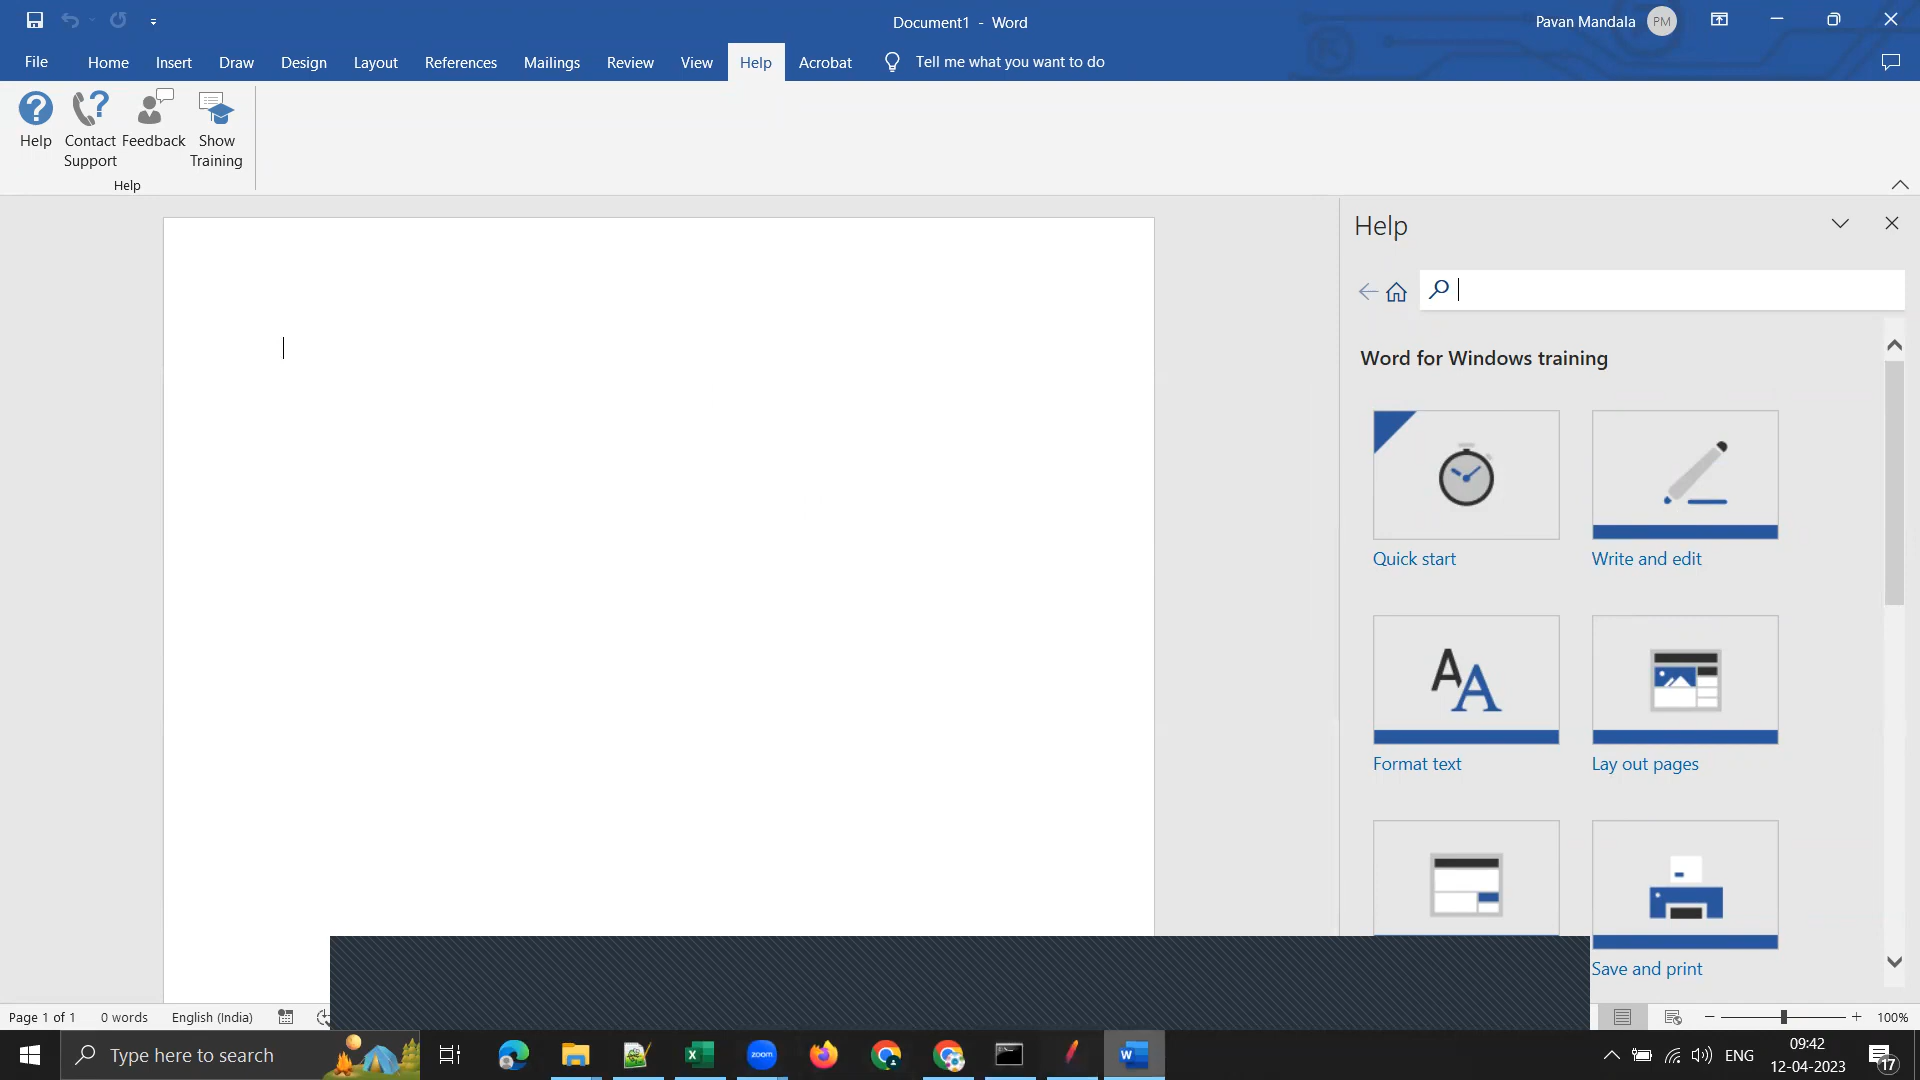 Document1 - Word
Pavan Mandala
PM
File
Home
Insert
Draw
Design
Layout
References
Mailings
Review
View
Help
Acrobat
Tell me what you want to do
Help
Contact
Support
Feedback
Show
Training
Help
Help
Word for Windows training
Quick start
Write and edit
Format text
Lay out pages
Save and print
Page 1 of 1
0 words
English (India)
100%
Type here to search
zoom
ENG
09:42
12-04-2023
17